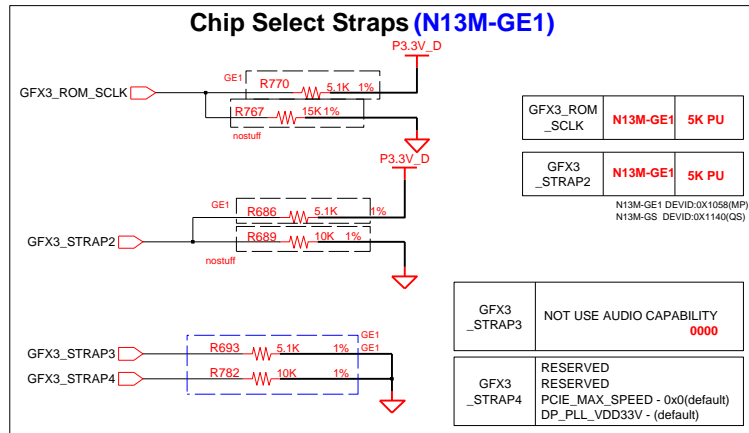 Chip Select Straps (N13M-GE1)
P3.3V_D
GE1
R770 5.1K 1%
GFX3_ROM_SCLK
R767 15K 1%
nostuff
P3.3V_D
GE1
R686 5.1K 1%
GFX3_STRAP2
R689 10K 1%
nostuff
GE1
GFX3_STRAP3
R693 5.1K 1%
GE1
GFX3_STRAP4
R782 10K 1%
GFX3_ROM
_SCLK
N13M-GE1
5K PU
GFX3
_STRAP2
N13M-GE1
5K PU
N13M-GE1 DEVID:0X1058(MP)
N13M-GS DEVID:0X1140(QS)
GFX3
_STRAP3
NOT USE AUDIO CAPABILITY
0000
GFX3
_STRAP4
RESERVED
RESERVED
PCIE_MAX_SPEED - 0x0(default)
DP_PLL_VDD33V - (default)